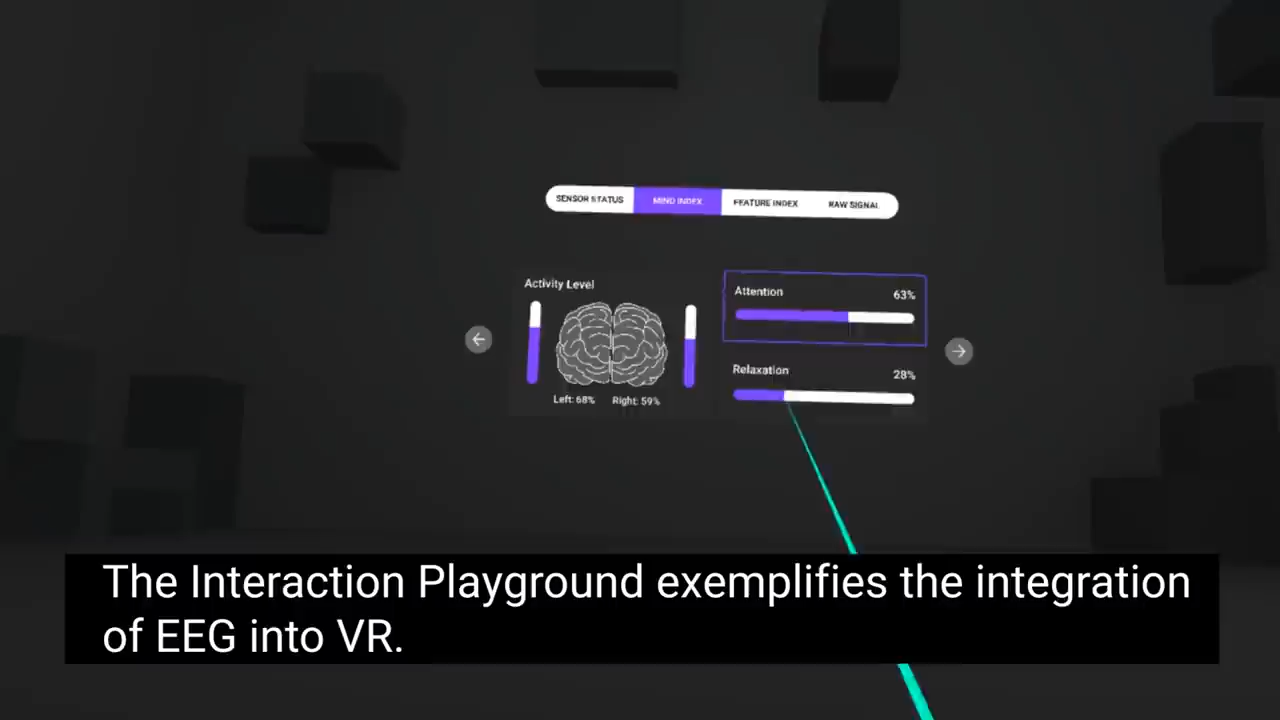 SENSOR STATUS MIND INDEX FEATURE INDEX RAW SIGNAL
Activity Level
Left: 68% Right: 59%
Attention 63%
Relaxation 28%
The Interaction Playground exemplifies the integration
of EEG into VR.